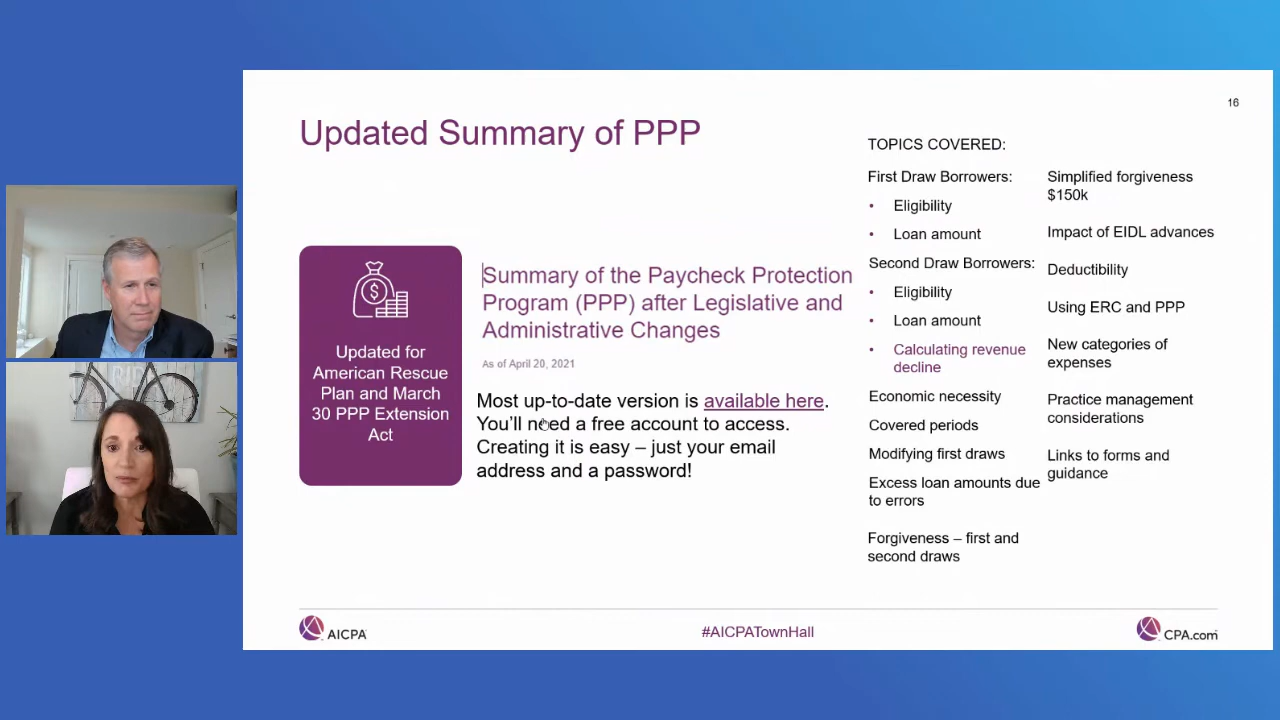 16
Updated Summary of PPP
Updated for
American Rescue
Plan and March
30 PPP Extension
Act
Summary of the Paycheck Protection
Program (PPP) after Legislative and
Administrative Changes
As of April 20, 2021
Most up-to-date version is available here.
You'll need a free account to access.
Creating it is easy – just your email
address and a password!
TOPICS COVERED:
First Draw Borrowers:
• Eligibility
• Loan amount
Second Draw Borrowers:
• Eligibility
• Loan amount
• Calculating revenue
decline
Economic necessity
Covered periods
Modifying first draws
Excess loan amounts due
to errors
Forgiveness – first and
second draws
Simplified forgiveness
$150k
Impact of EIDL advances
Deductibility
Using ERC and PPP
New categories of
expenses
Practice management
considerations
Links to forms and
guidance
AICPA
#AICPATownHall
CPA.com